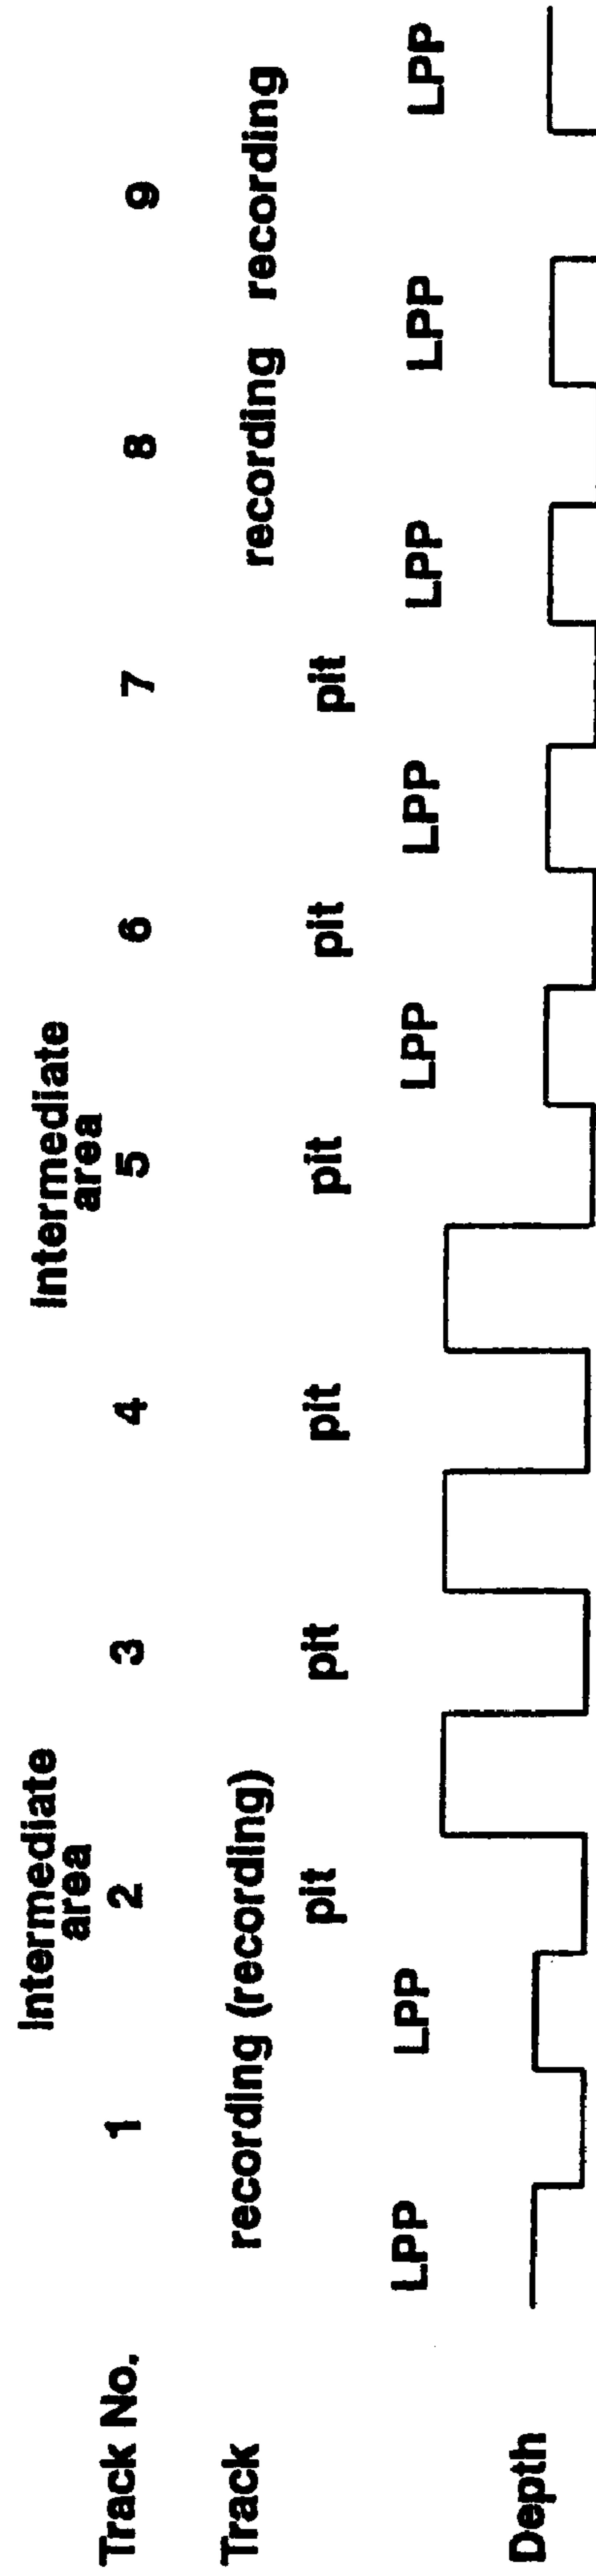 Intermediate area Intermediate area
Track No. 1 2 3 4 5 6 7 8 9
Track recording (recording) recording recording
pit pit pit pit pit pit
LPP LPP LPP LPP LPP LPP LPP
Depth